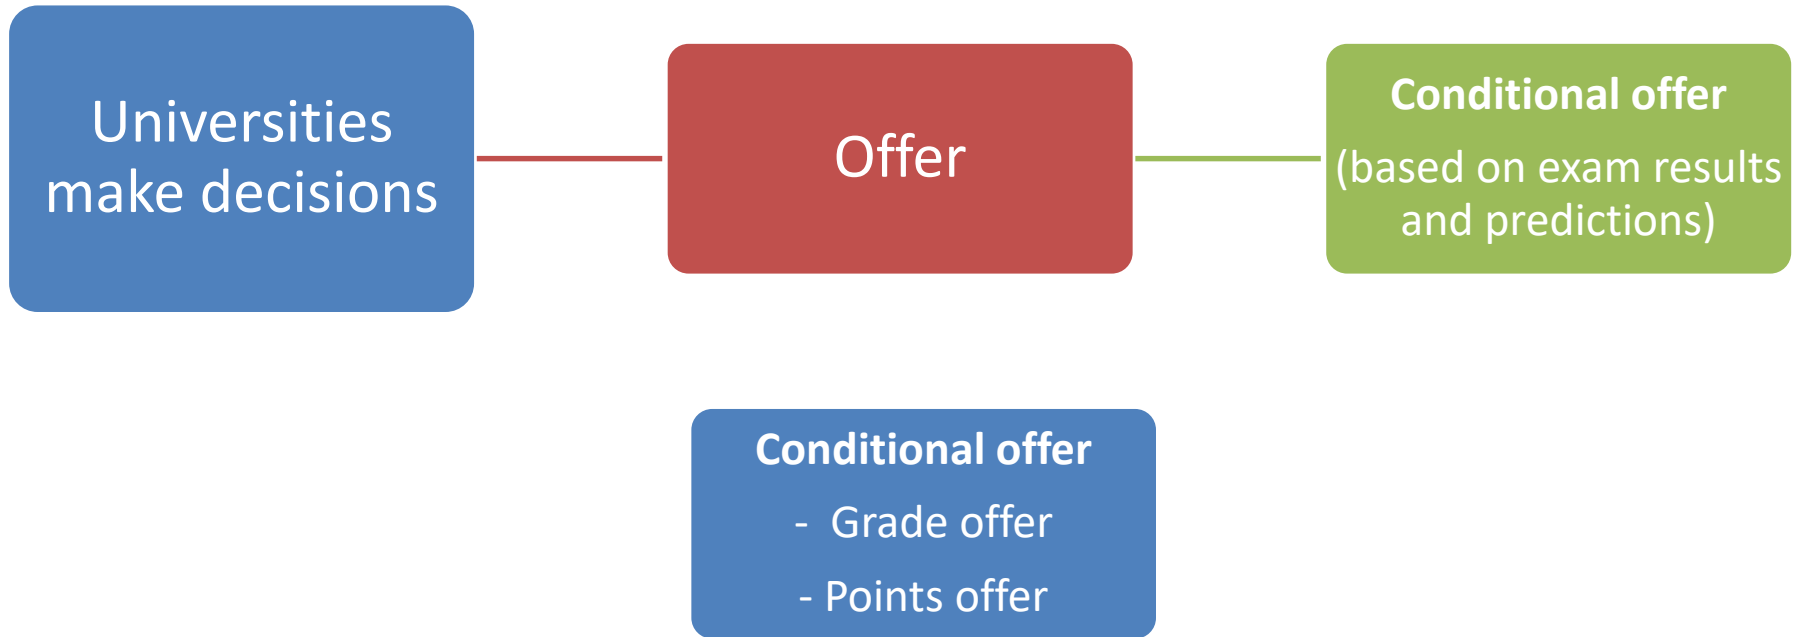 Universities
make decisions
Offer
Conditional offer
(based on exam results
and predictions)
Conditional offer
- Grade offer
- Points offer